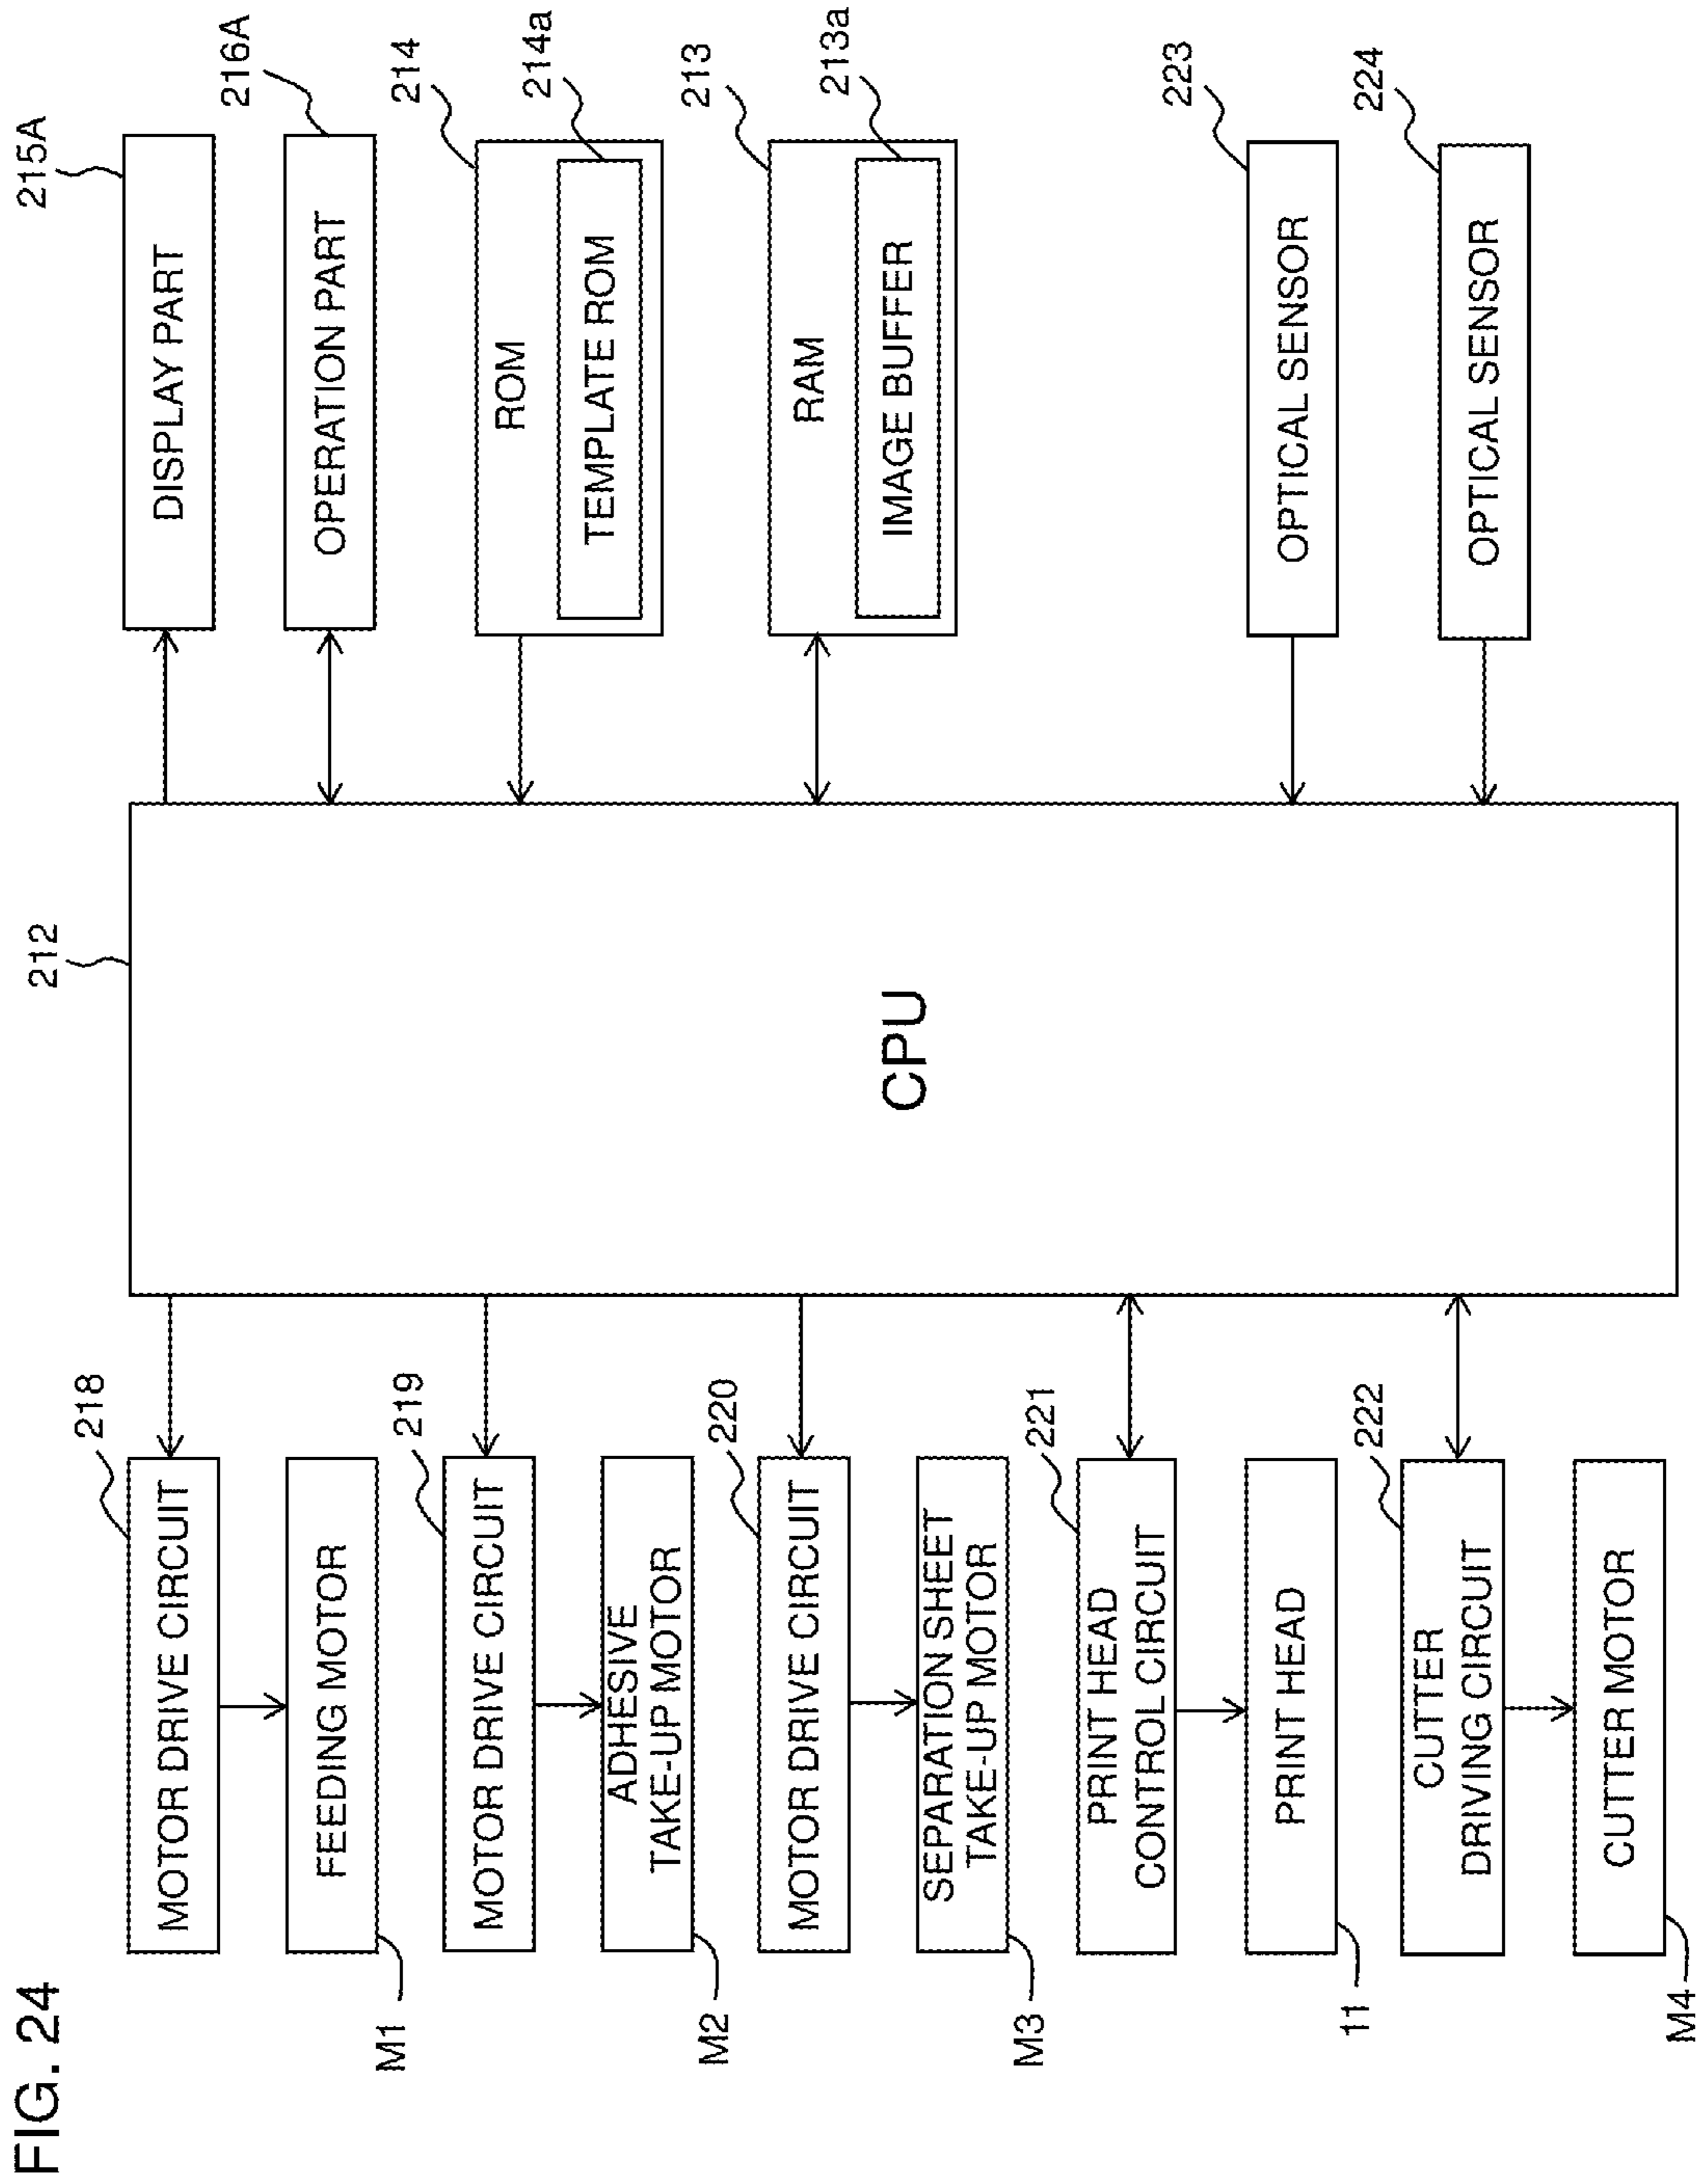 FIG. 24
215A
DISPLAY PART
216A
OPERATION PART
214
ROM
214a
TEMPLATE ROM
213
RAM
213a
IMAGE BUFFER
223
OPTICAL SENSOR
224
OPTICAL SENSOR
212
CPU
218
MOTOR DRIVE CIRCUIT
FEEDING MOTOR
M1
219
MOTOR DRIVE CIRCUIT
ADHESIVE
TAKE-UP MOTOR
M2
220
MOTOR DRIVE CIRCUIT
SEPARATION SHEET
TAKE-UP MOTOR
M3
221
PRINT HEAD
CONTROL CIRCUIT
PRINT HEAD
11
222
CUTTER
DRIVING CIRCUIT
CUTTER MOTOR
M4